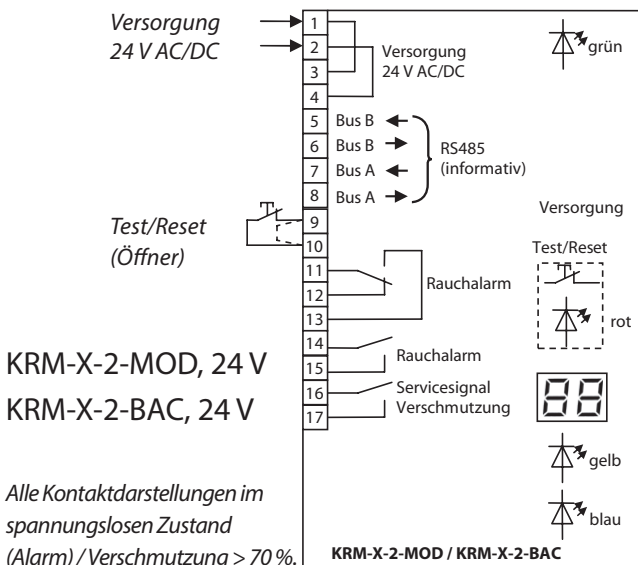 Versorgung
24 V AC/DC
1
2
3
4
Versorgung
24 V AC/DC
grün
5 Bus B
6 Bus B
7 Bus A
8 Bus A
RS485
(informativ)
Test/Reset
(Öffner)
9
10
Versorgung
Test/Reset
rot
11
12
13
Rauchalarm
14
15
Rauchalarm
16
17
Servicesignal
Verschmutzung
KRM-X-2-MOD, 24 V
KRM-X-2-BAC, 24 V
88
gelb
blau
Alle Kontaktdarstellungen im
spannungslosen Zustand
(Alarm) / Verschmutzung > 70 %.
KRM-X-2-MOD / KRM-X-2-BAC